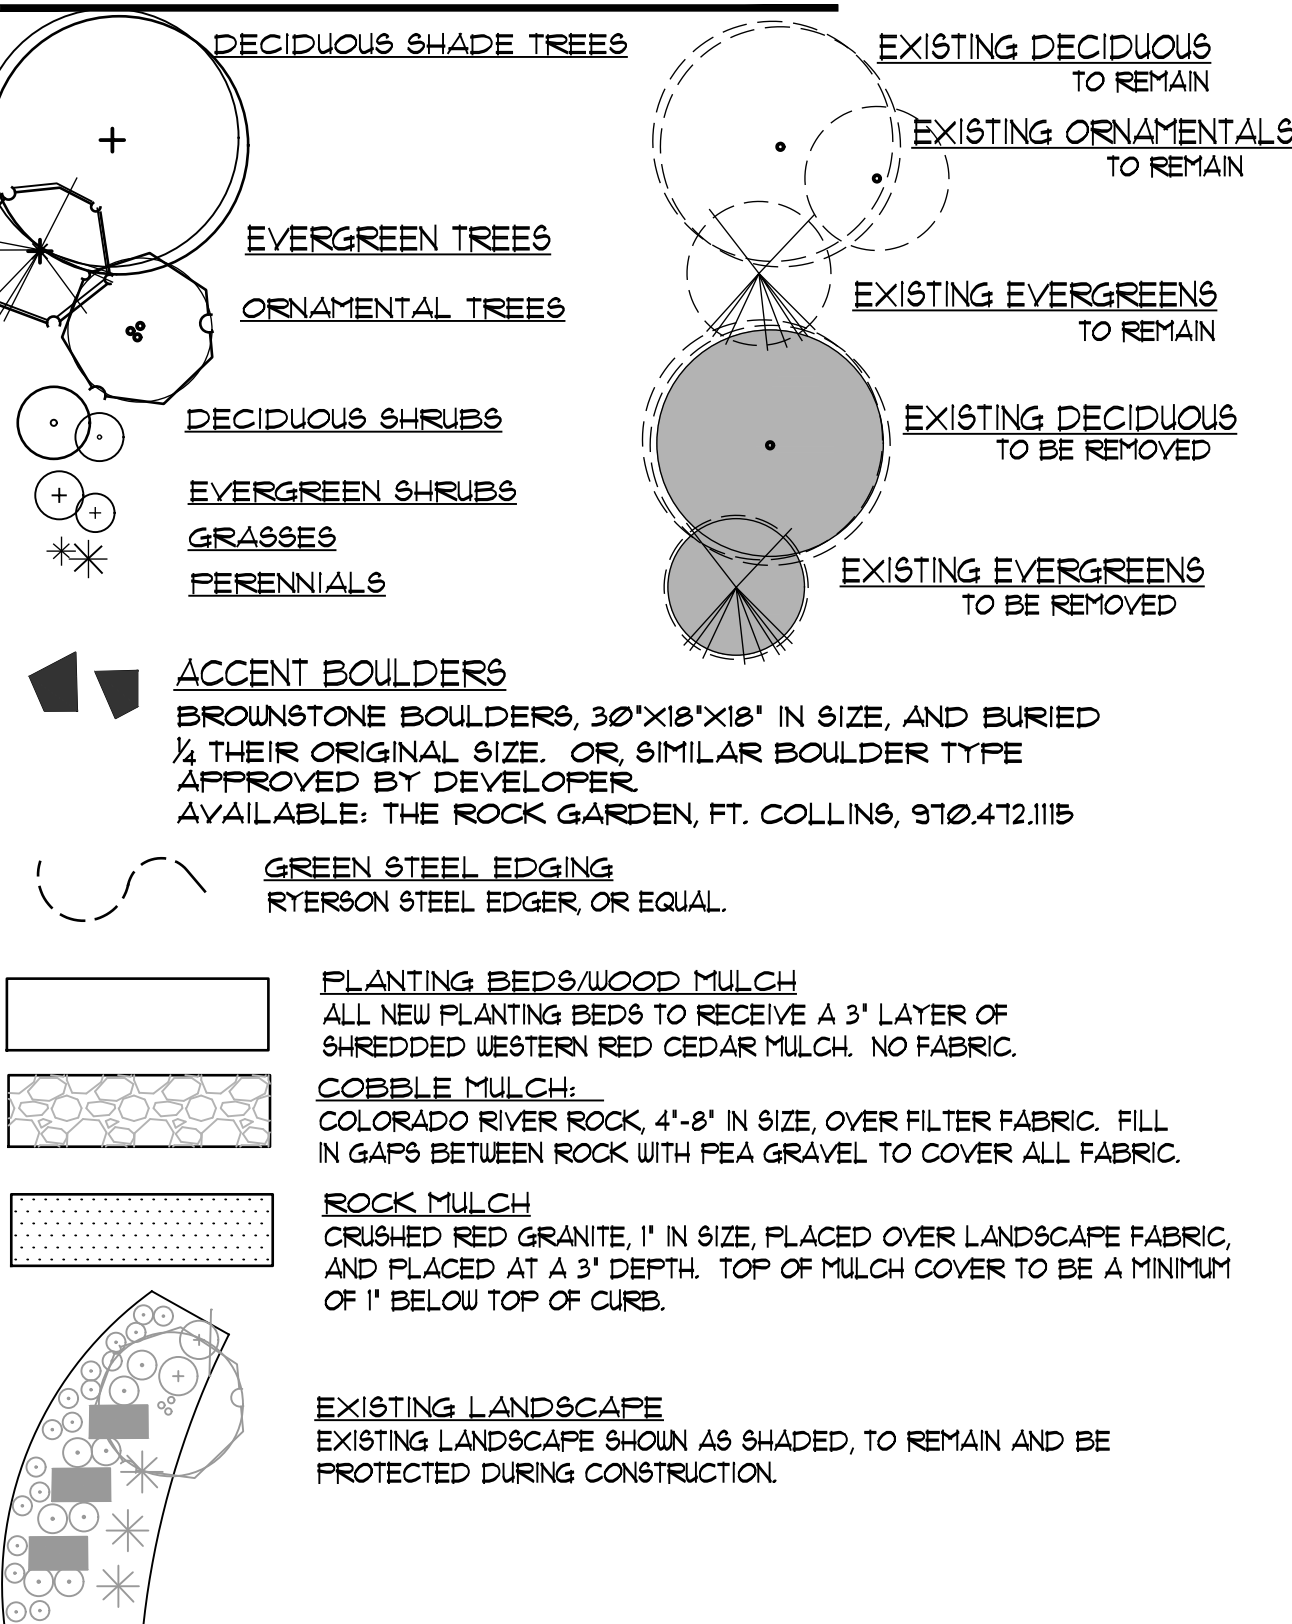 DECIDUOUS SHADE TREES
EVERGREEN TREES
ORNAMENTAL TREES
DECIDUOUS SHRUBS
EVERGREEN SHRUBS
GRASSES
PERENNIALS
EXISTING DECIDUOUS
TO REMAIN
EXISTING ORNAMENTALS
TO REMAIN
EXISTING EVERGREENS
TO REMAIN
EXISTING DECIDUOUS
TO BE REMOVED
EXISTING EVERGREENS
TO BE REMOVED
ACCENT BOULDERS
BROWNSTONE BOULDERS, 30"X18"X18" IN SIZE, AND BURIED
¼ THEIR ORIGINAL SIZE. OR, SIMILAR BOULDER TYPE
APPROVED BY DEVELOPER.
AVAILABLE: THE ROCK GARDEN, FT. COLLINS, 970.472.1115
GREEN STEEL EDGING
RYERSON STEEL EDGER, OR EQUAL.
PLANTING BEDS/WOOD MULCH
ALL NEW PLANTING BEDS TO RECEIVE A 3" LAYER OF
SHREDDED WESTERN RED CEDAR MULCH. NO FABRIC.
COBBLE MULCH:
COLORADO RIVER ROCK, 4"-8" IN SIZE, OVER FILTER FABRIC. FILL
IN GAPS BETWEEN ROCK WITH PEA GRAVEL TO COVER ALL FABRIC.
ROCK MULCH
CRUSHED RED GRANITE, 1" IN SIZE, PLACED OVER LANDSCAPE FABRIC,
AND PLACED AT A 3" DEPTH. TOP OF MULCH COVER TO BE A MINIMUM
OF 1" BELOW TOP OF CURB.
EXISTING LANDSCAPE
EXISTING LANDSCAPE SHOWN AS SHADED, TO REMAIN AND BE
PROTECTED DURING CONSTRUCTION.